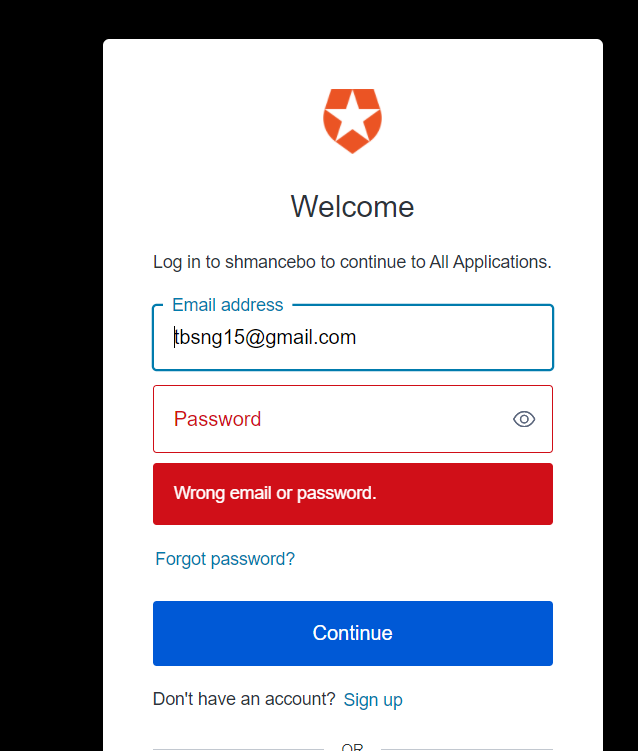 Welcome
Log in to shmancebo to continue to All Applications.
Email address
tbsng15@gmail.com
Password
Wrong email or password.
Forgot password?
Continue
Don't have an account? Sign up
OR